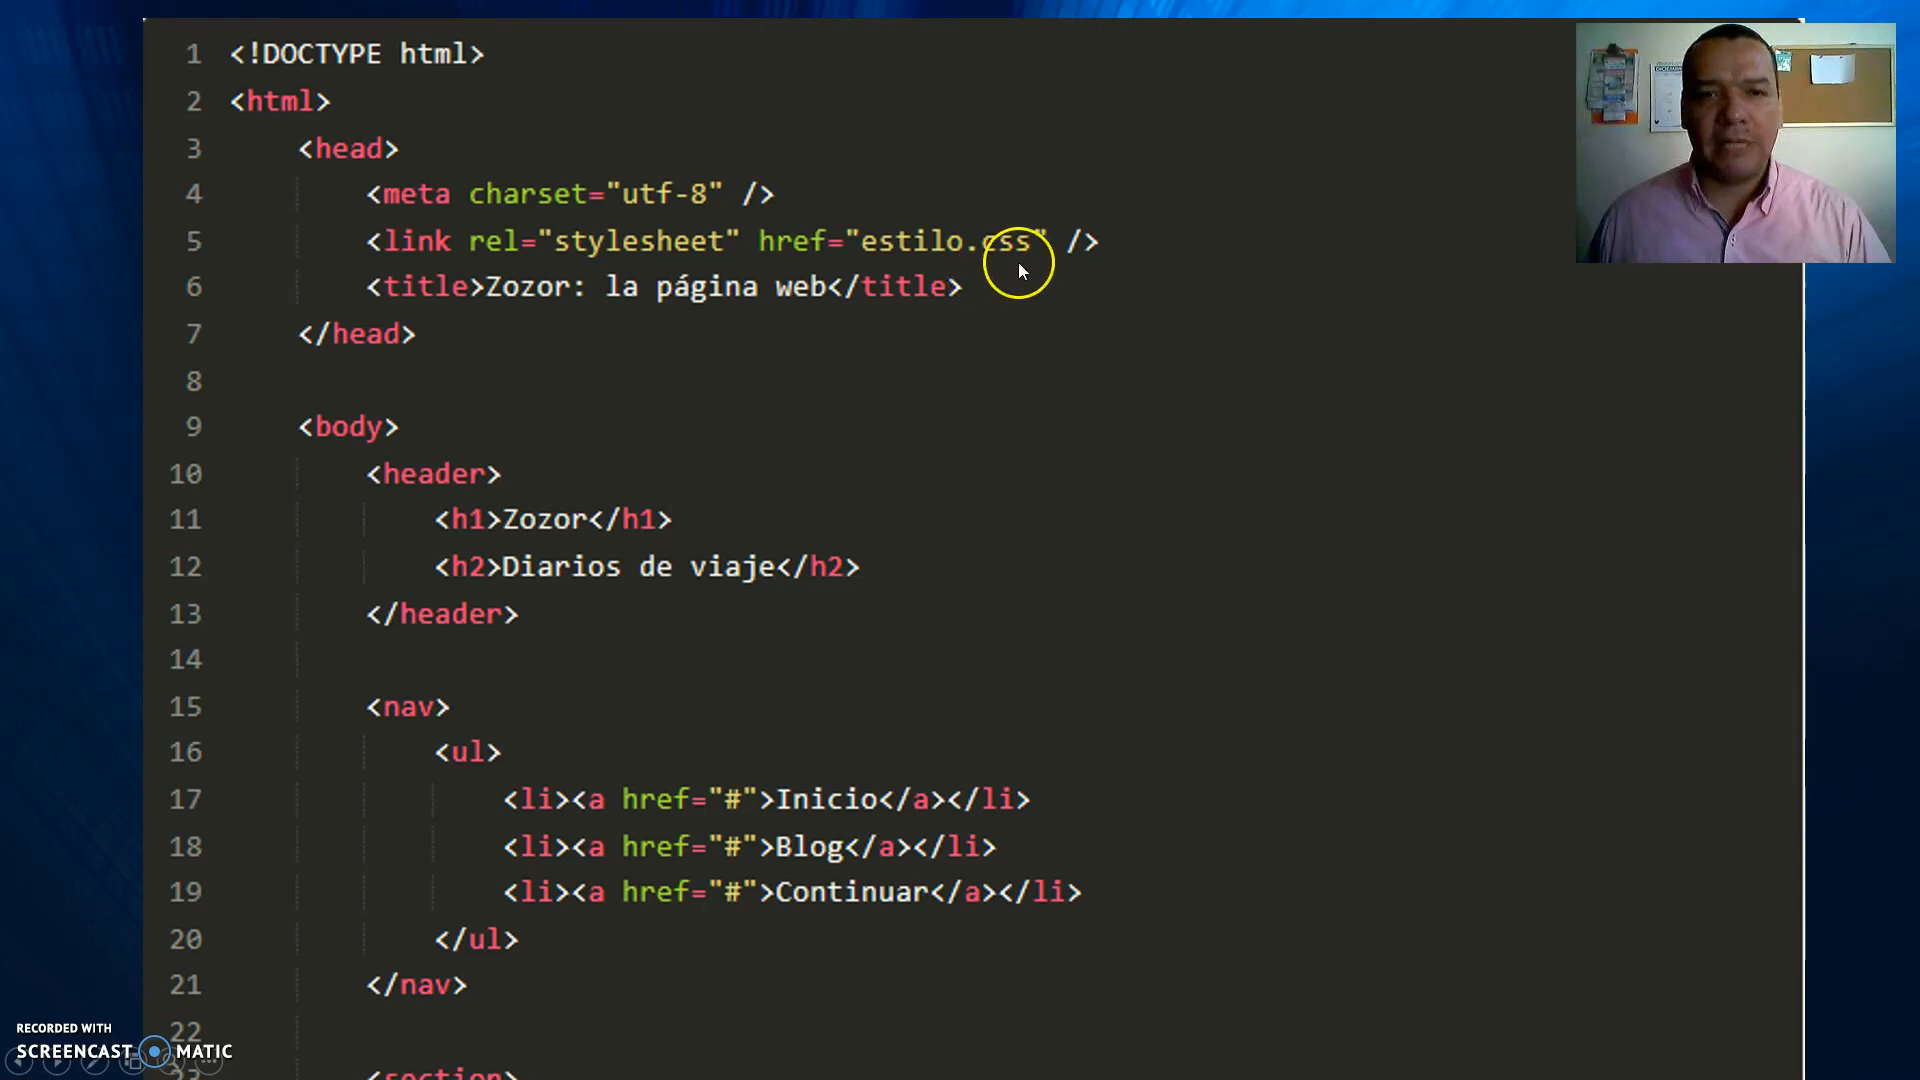 1 <!DOCTYPE html>
2 <html>
3 <head>
4 <meta charset="utf-8" />
5 <link rel="stylesheet" href="estilo.css" />
6 <title>Zozor: la página web</title>
7 </head>
8
9 <body>
10 <header>
11 <h1>Zozor</h1>
12 <h2>Diarios de viaje</h2>
13 </header>
14
15 <nav>
16 <ul>
17 <li><a href="#">Inicio</a></li>
18 <li><a href="#">Blog</a></li>
19 <li><a href="#">Continuar</a></li>
20 </ul>
21 </nav>
22
23 <section>
RECORDED WITH
SCREENCAST MATIC